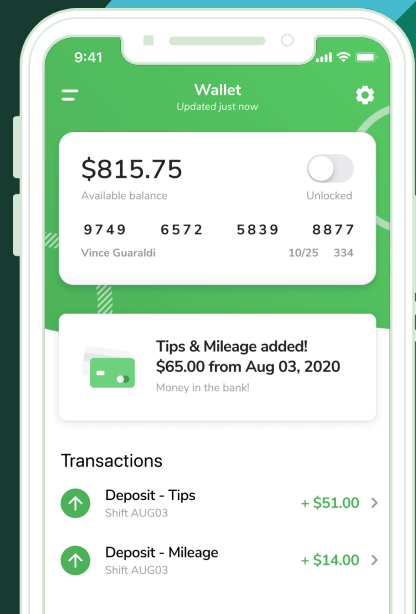 9:41
Wallet
Updated just now
$815.75
Available balance
Unlocked
9749 6572 5839 8877
Vince Guaraldi 10/25 334
Tips & Mileage added!
$65.00 from Aug 03, 2020
Money in the bank!
Transactions
Deposit - Tips
+ $51.00
Shift AUG03
Deposit - Mileage
+ $14.00
Shift AUG03